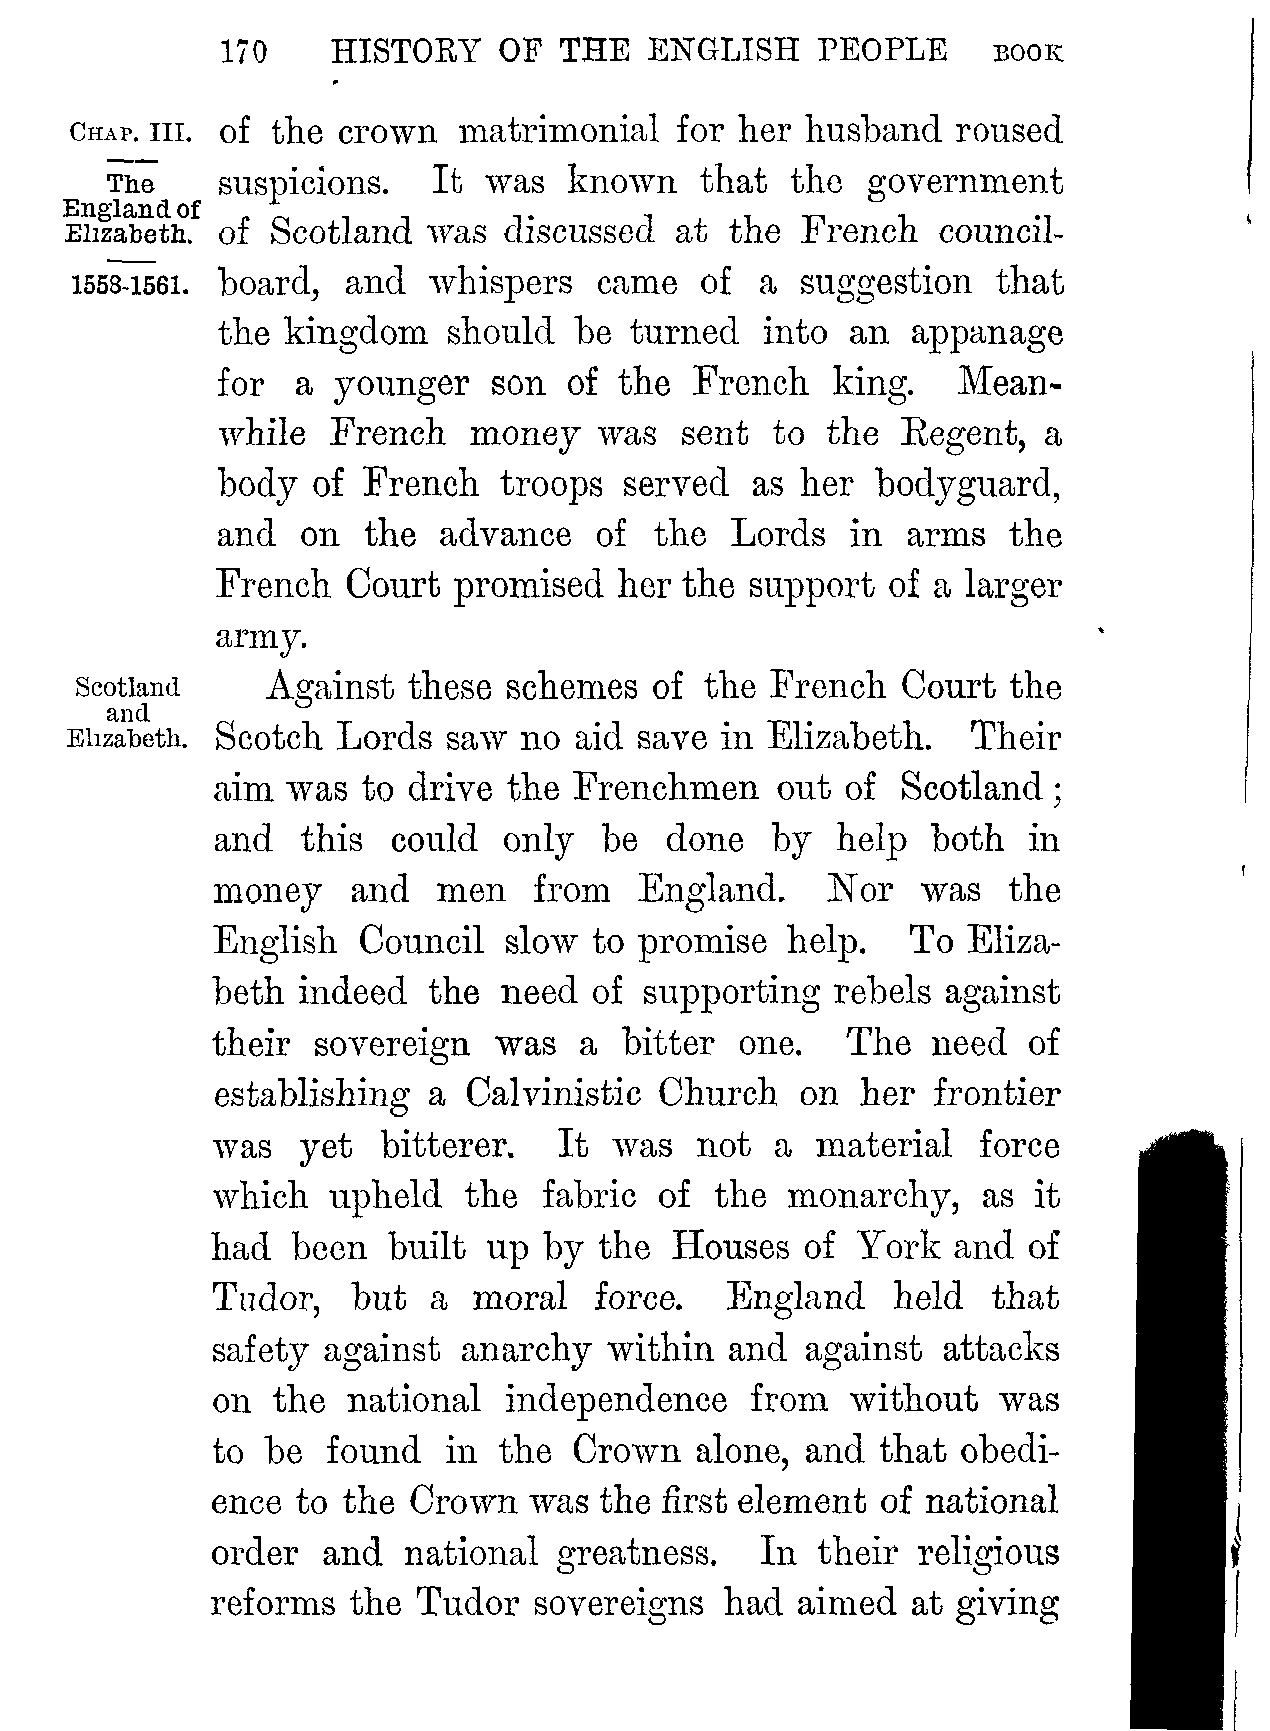 170 HISTORY OF THE ENGLISH PEOPLE BOOK
CHAP. III.
The
England of
Elizabeth.
1558-1561.
of the crown matrimonial for her husband roused
suspicions. It was known that the government
of Scotland was discussed at the French council-
board, and whispers came of a suggestion that
the kingdom should be turned into an appanage
for a younger son of the French king. Mean-
while French money was sent to the Regent, a
body of French troops served as her bodyguard,
and on the advance of the Lords in arms the
French Court promised her the support of a larger
army.
Scotland
and
Elizabeth.
Against these schemes of the French Court the
Scotch Lords saw no aid save in Elizabeth. Their
aim was to drive the Frenchmen out of Scotland;
and this could only be done by help both in
money and men from England. Nor was the
English Council slow to promise help. To Eliza-
beth indeed the need of supporting rebels against
their sovereign was a bitter one. The need of
establishing a Calvinistic Church on her frontier
was yet bitterer. It was not a material force
which upheld the fabric of the monarchy, as it
had been built up by the Houses of York and of
Tudor, but a moral force. England held that
safety against anarchy within and against attacks
on the national independence from without was
to be found in the Crown alone, and that obedi-
ence to the Crown was the first element of national
order and national greatness. In their religious
reforms the Tudor sovereigns had aimed at giving